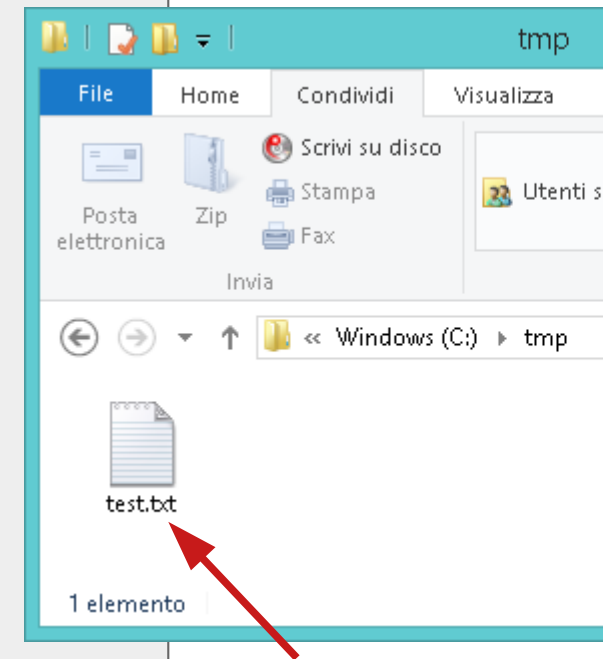 tmp
File Home Condividi Visualizza
Posta elettronica
Zip
Scrivi su disco
Stampa
Fax
Utenti s
Invia
« Windows (C:) tmp
test.txt
1 elemento